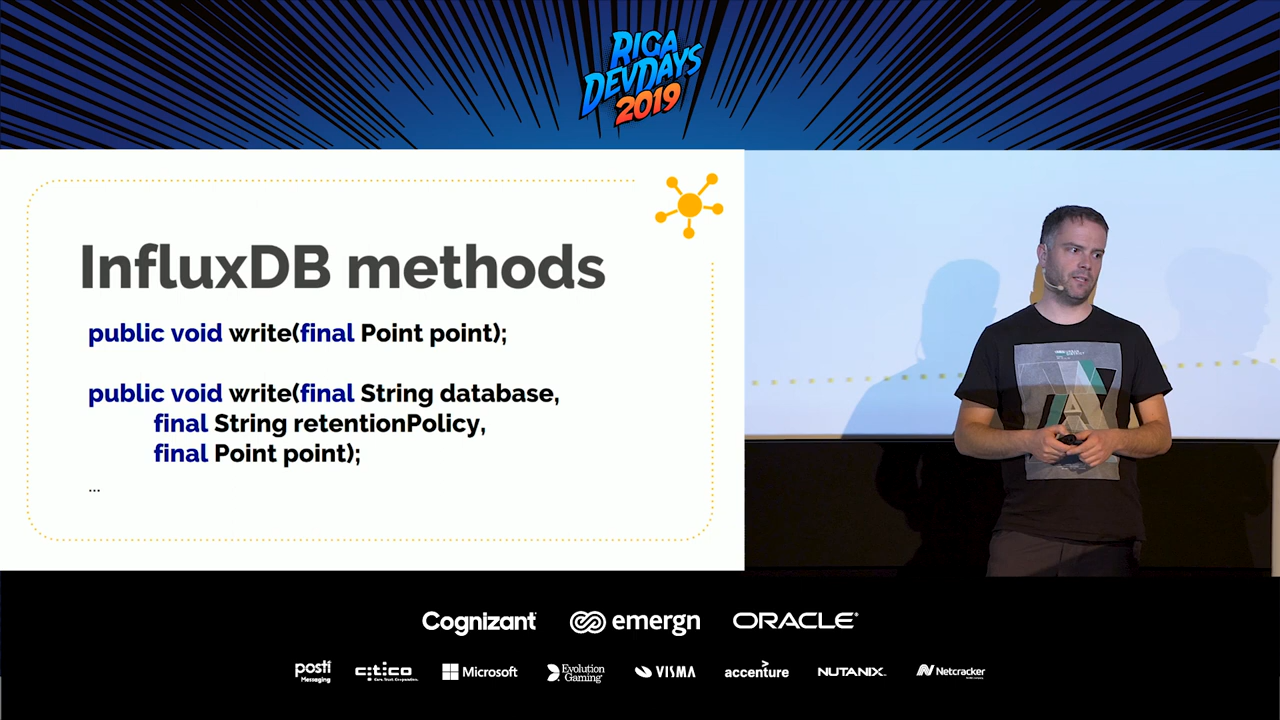 RIGA
DEVDAYS
2019
InfluxDB methods
public void write(final Point point);
public void write(final String database,
final String retentionPolicy,
final Point point);
...
Cognizant
emergn
ORACLE®
posti
Messaging
citico
Microsoft
Evolution
Gaming
VISMA
accenture
NUTANIX
Netcracker